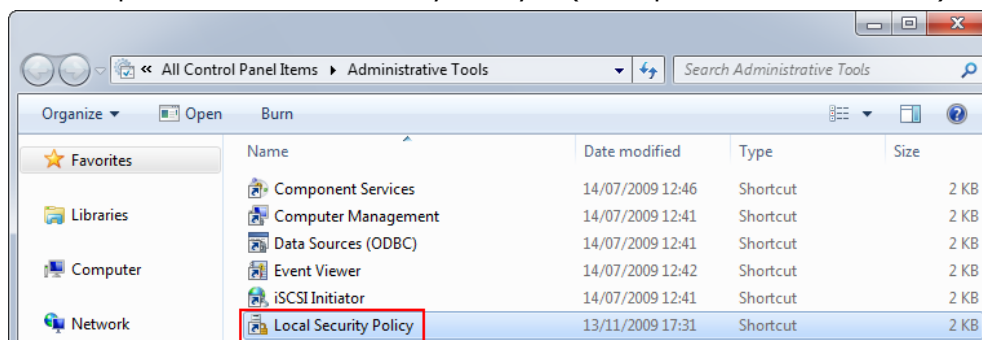 « All Control Panel Items ▸ Administrative Tools Search Administrative Tools
Organize Open Burn
Name Date modified Type Size
Favorites
Libraries
Computer
Network
Component Services 14/07/2009 12:46 Shortcut 2 KB
Computer Management 14/07/2009 12:41 Shortcut 2 KB
Data Sources (ODBC) 14/07/2009 12:41 Shortcut 2 KB
Event Viewer 14/07/2009 12:42 Shortcut 2 KB
iSCSI Initiator 14/07/2009 12:41 Shortcut 2 KB
Local Security Policy 13/11/2009 17:31 Shortcut 2 KB